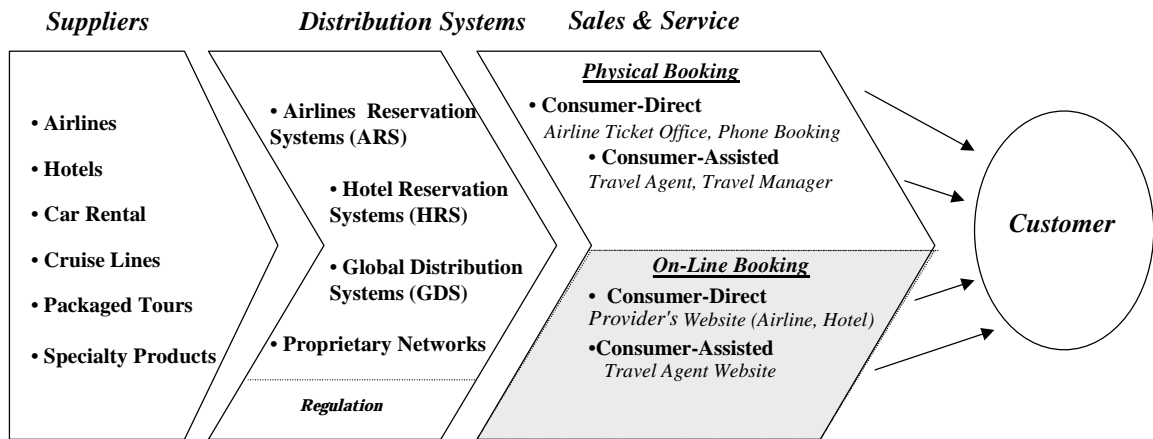 Suppliers
Distribution Systems
Sales & Service
• Airlines
• Hotels
• Car Rental
• Cruise Lines
• Packaged Tours
• Specialty Products
• Airlines Reservation
Systems (ARS)
• Hotel Reservation
Systems (HRS)
• Global Distribution
Systems (GDS)
• Proprietary Networks
Regulation
Physical Booking
• Consumer-Direct
Airline Ticket Office, Phone Booking
• Consumer-Assisted
Travel Agent, Travel Manager
On-Line Booking
• Consumer-Direct
Provider's Website (Airline, Hotel)
•Consumer-Assisted
Travel Agent Website
Customer